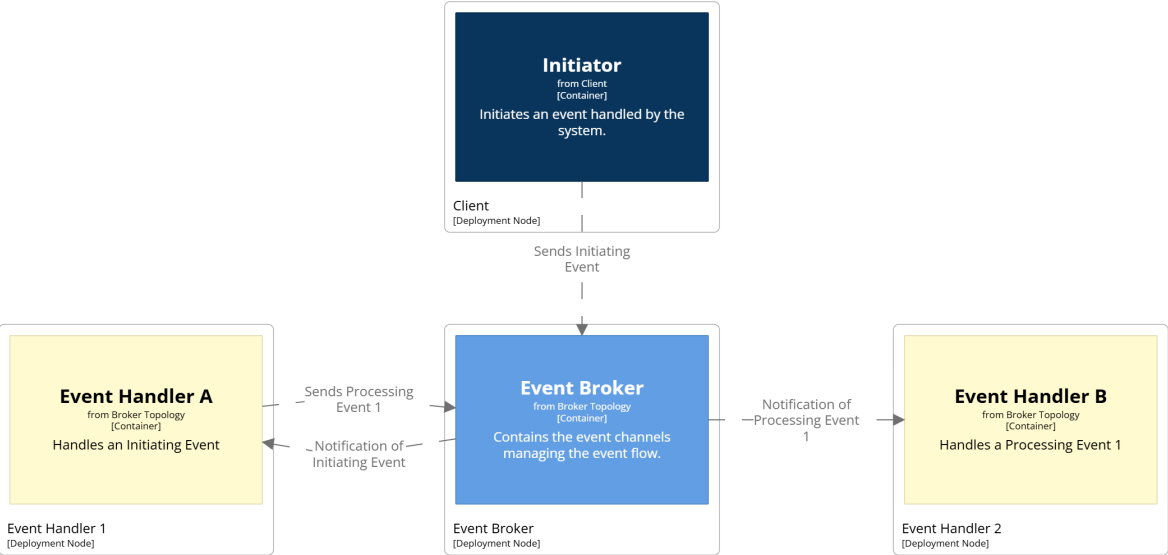 Initiator
from Client
[Container]
Initiates an event handled by the
system.
Client
[Deployment Node]
Sends Initiating
Event
Event Handler A
from Broker Topology
[Container]
Handles an Initiating Event
Event Handler 1
[Deployment Node]
Sends Processing
Event 1
Notification of
Initiating Event
Event Broker
from Broker Topology
[Container]
Contains the event channels
managing the event flow.
Event Broker
[Deployment Node]
Notification of
Processing Event
1
Event Handler B
from Broker Topology
[Container]
Handles a Processing Event 1
Event Handler 2
[Deployment Node]